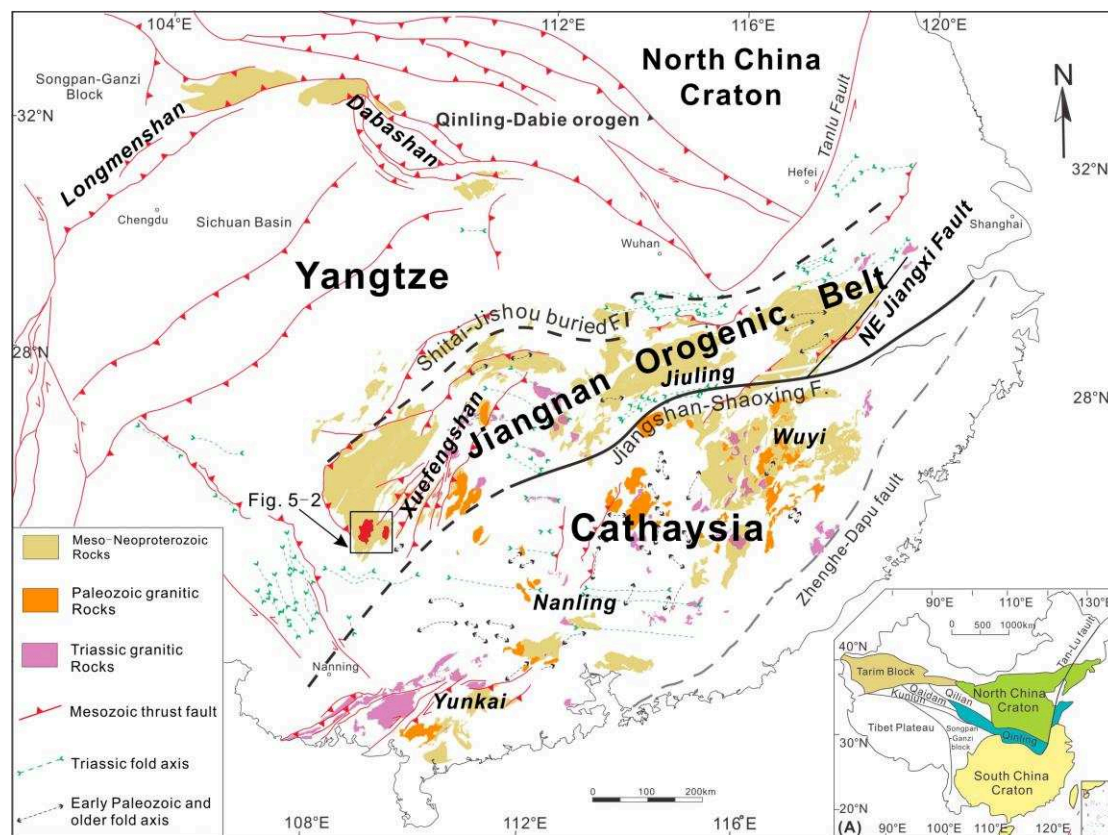 104°E
112°E
116°E
120°E
North China
Craton
N
Songpan-Ganzi
Block
32°N
Longmenshan
Dabashan
Qinling-Dabie orogen
Tanlu Fault
Hefei
32°N
Chengdu
Sichuan Basin
Wuhan
Shanghai
Yangtze
Shitai-Jishou buried F
Jiangnan Orogenic Belt
NE Jiangxi Fault
28°N
Jiuling
Jiangshan-Shaoxing F.
28°N
Xuefengshan
Wuyi
Fig. 5-2
Cathaysia
Zhenghe-Dapu fault
Meso-Neoproterozoic
Rocks
Paleozoic granitic
Rocks
Triassic granitic
Rocks
Mesozoic thrust fault
Triassic fold axis
Early Paleozoic and
older fold axis
Nanling
Nanning
Yunkai
0 100 200km
108°E
112°E
116°E
90°E
100°E
110°E
120°E
130°E
0 500 1000km
Tan-Lu fault
40°N
Tarim Block
Qilian
Qaidam
Kunlun
North China
Craton
Tibet Plateau
Songpan-
Ganzi
block
Qinling
30°N
South China
Craton
20°N
(A)
90°E
100°E
110°E
120°E